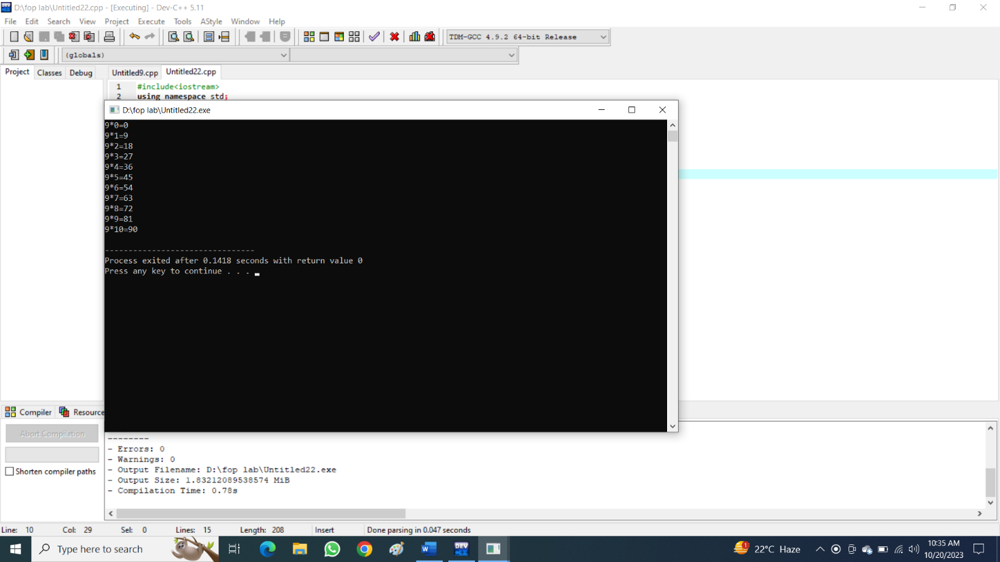 D:\fop lab\Untitled22.cpp - [Executing] - Dev-C++ 5.11
File Edit Search View Project Execute Tools AStyle Window Help
TDM-GCC 4.9.2 64-bit Release
(globals)
Project Classes Debug Untitled9.cpp Untitled22.cpp
1 #include<iostream>
2 using namespace std;
D:\fop lab\Untitled22.exe
9*0=0
9*1=9
9*2=18
9*3=27
9*4=36
9*5=45
9*6=54
9*7=63
9*8=72
9*9=81
9*10=90
--------------------------------
Process exited after 0.1418 seconds with return value 0
Press any key to continue . . .
Compiler Resource
Abort Compilation
Shorten compiler paths
--------
- Errors: 0
- Warnings: 0
- Output Filename: D:\fop lab\Untitled22.exe
- Output Size: 1.83212089538574 MiB
- Compilation Time: 0.78s
Line: 10 Col: 29 Sel: 0 Lines: 15 Length: 208 Insert Done parsing in 0.047 seconds
Type here to search
W
DEV
1
22°C Haze
10:35 AM
10/20/2023